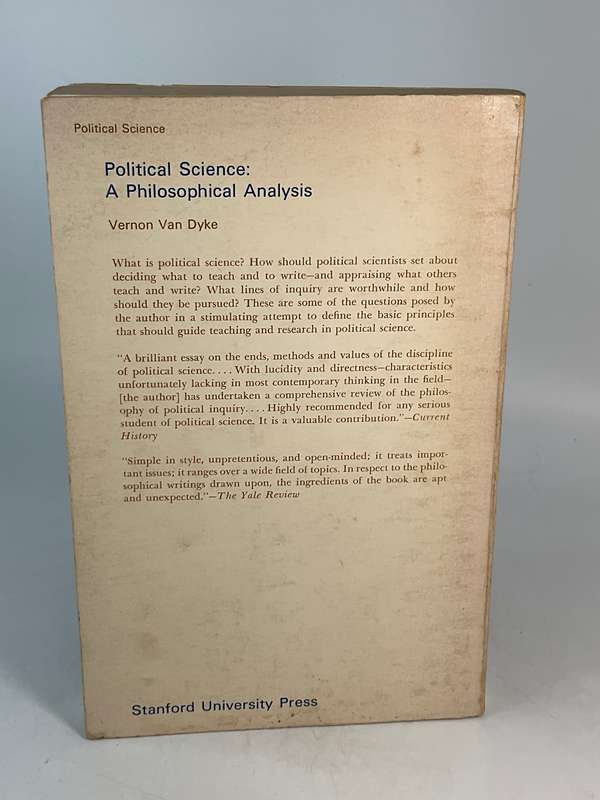 Political Science
Political Science:
A Philosophical Analysis
Vernon Van Dyke
What is political science? How should political scientists set about
deciding what to teach and to write—and appraising what others
teach and write? What lines of inquiry are worthwhile and how
should they be pursued? These are some of the questions posed by
the author in a stimulating attempt to define the basic principles
that should guide teaching and research in political science.
"A brilliant essay on the ends, methods and values of the discipline
of political science. . . . With lucidity and directness—characteristics
unfortunately lacking in most contemporary thinking in the field—
[the author] has undertaken a comprehensive review of the philos-
ophy of political inquiry. . . . Highly recommended for any serious
student of political science. It is a valuable contribution."—Current
History
"Simple in style, unpretentious, and open-minded; it treats impor-
tant issues; it ranges over a wide field of topics. In respect to the philo-
sophical writings drawn upon, the ingredients of the book are apt
and unexpected."—The Yale Review
Stanford University Press